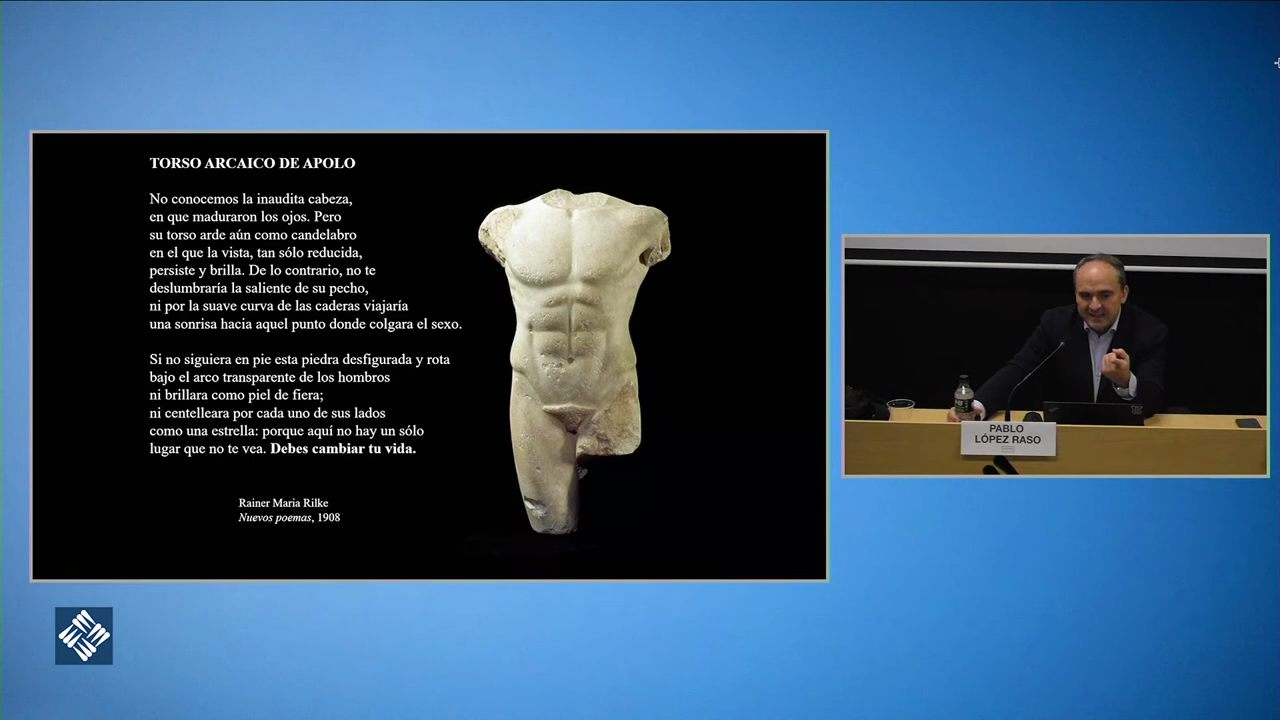 TORSO ARCAICO DE APOLO
No conocemos la inaudita cabeza,
en que maduraron los ojos. Pero
su torso arde aún como candelabro
en el que la vista, tan sólo reducida,
persiste y brilla. De lo contrario, no te
deslumbraría la saliente de su pecho,
ni por la suave curva de las caderas viajaría
una sonrisa hacia aquel punto donde colgara el sexo.
Si no siguiera en pie esta piedra desfigurada y rota
bajo el arco transparente de los hombros
ni brillara como piel de fiera;
ni centelleara por cada uno de sus lados
como una estrella: porque aquí no hay un sólo
lugar que no te vea. Debes cambiar tu vida.
Rainer Maria Rilke
Nuevos poemas, 1908
PABLO
LÓPEZ RASO